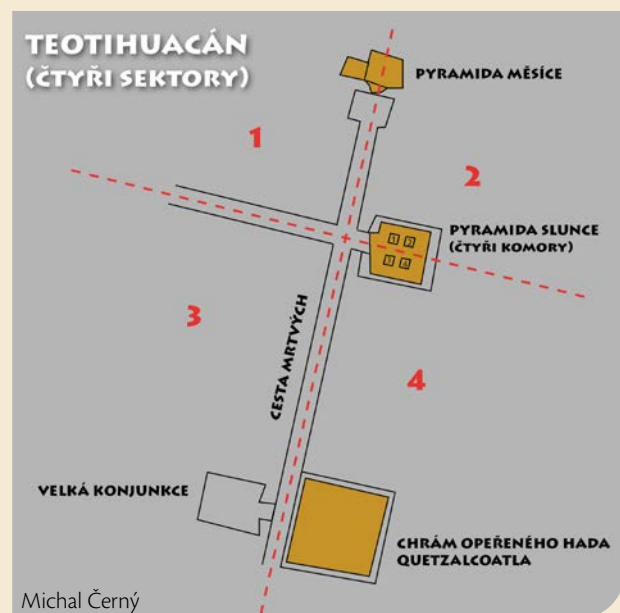 TEOTIHUACÁN
(ČTYŘI SEKTORY)
PYRAMIDA MĚSÍCE
1
2
PYRAMIDA SLUNCE
(ČTYŘI KOMORY)
1 2
3 4
3
CESTA MRTVÝCH
4
VELKÁ KONJUNKCE
CHRÁM OPEŘENÉHO HADA
QUETZALCOATLA
Michal Černý